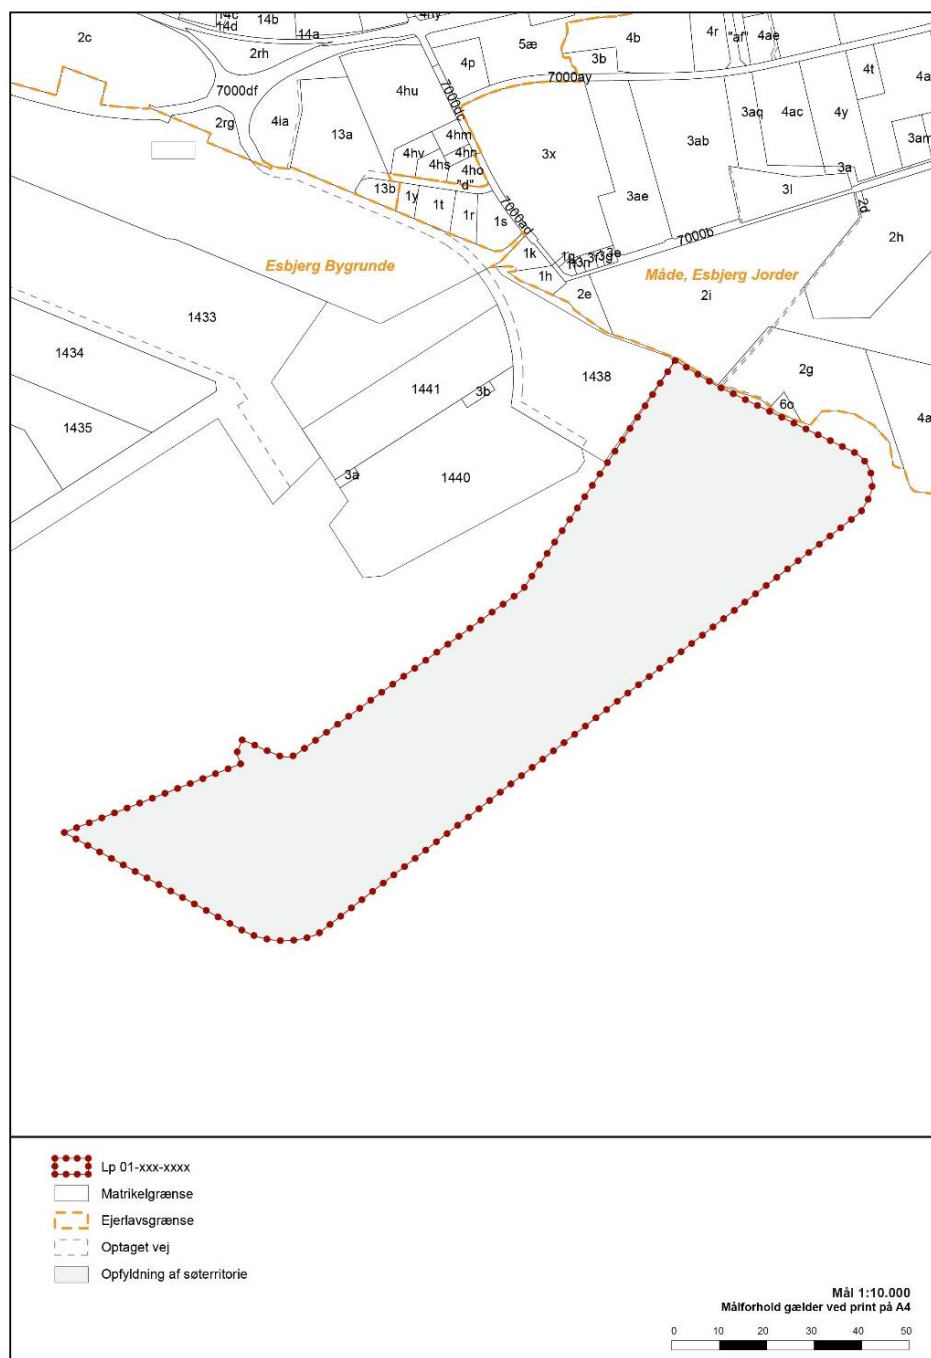 14c
14b
4hy
2c
14d
14a
5æ
4b
4r
"af"
4ae
2rh
4p
3b
4t
7000df
4hu
7000dc
7000ay
4a
2rg
4ia
13a
4hm
3aq
4ac
4y
3am
4hv
4hn
3x
3ab
4hs
4ho
3a
13b
1y
1t
"d"
3ae
3l
1r
1s
7000ad
7000b
2d
2h
1k
Esbjerg Bygrunde
1h
Måde, Esbjerg Jorder
2e
2i
1433
1434
1438
2g
1441
3b
6o
4a
1435
3a
1440
Lp 01-xxx-xxxx
Matrikelgrænse
Ejerlavsgrænse
Optaget vej
Opfyldning af søterritorie
Mål 1:10.000
Målforhold gælder ved print på A4
0 10 20 30 40 50